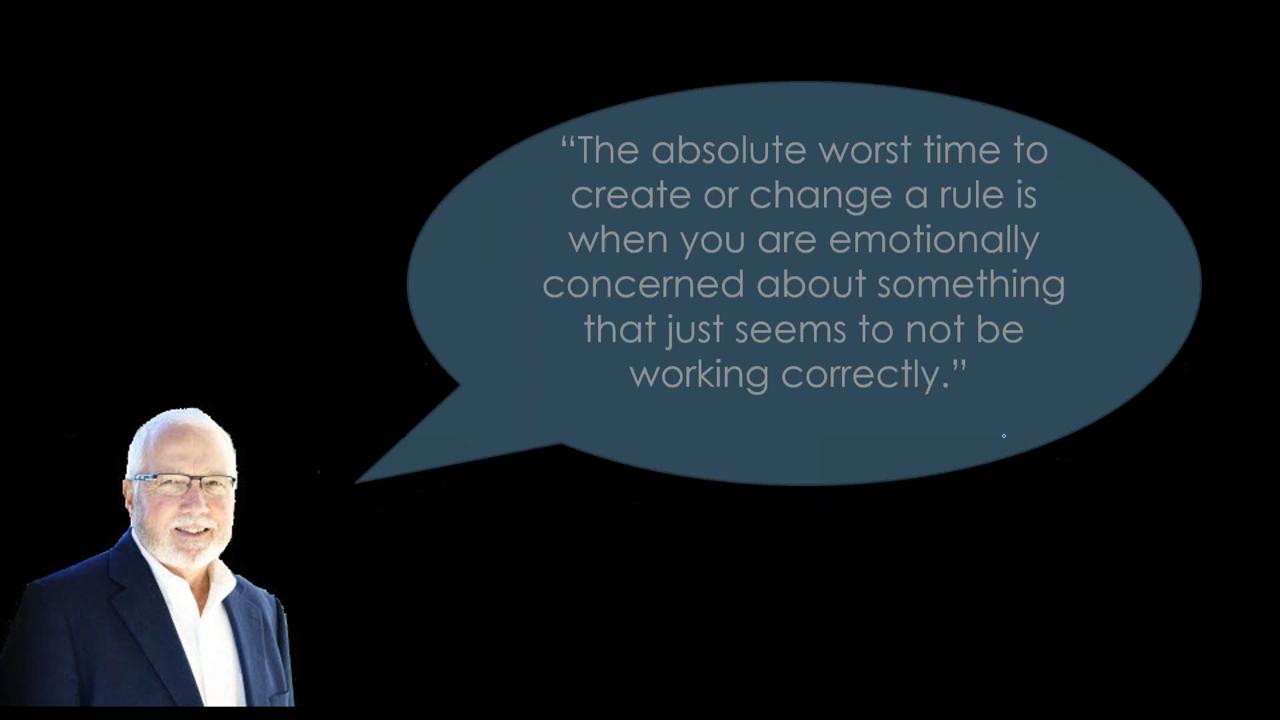 “The absolute worst time to
create or change a rule is
when you are emotionally
concerned about something
that just seems to not be
working correctly.”